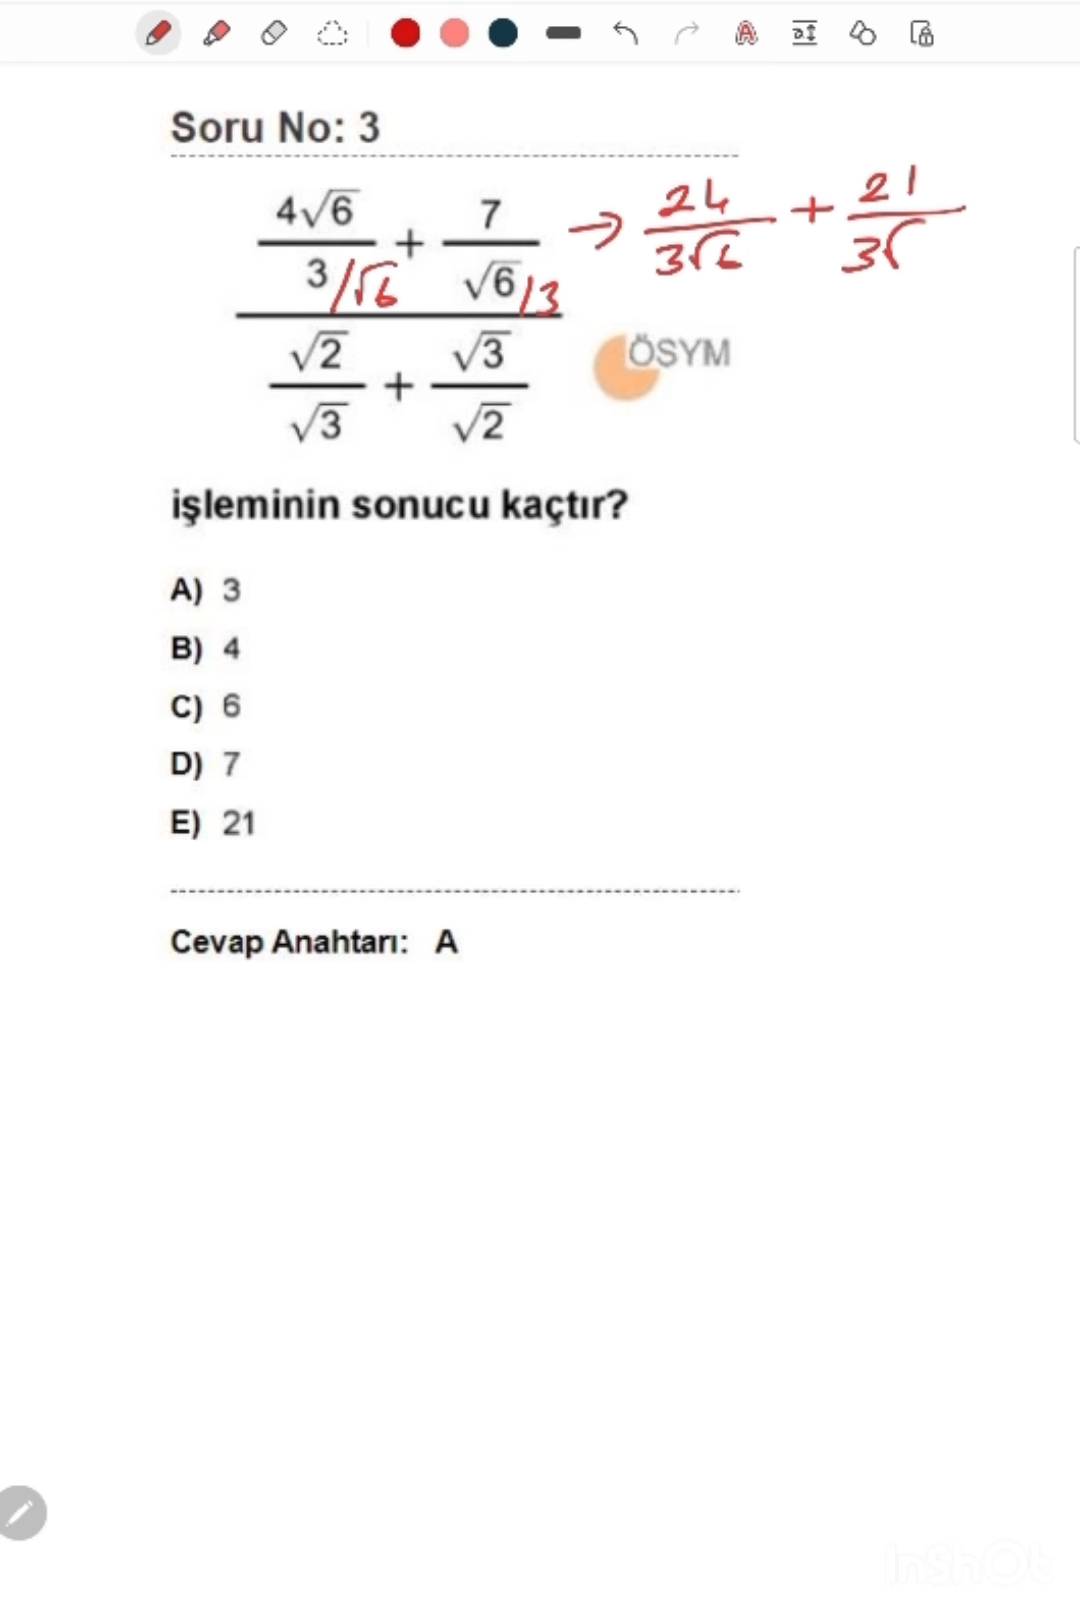 Soru No: 3
4√6/3 + 7/√6 → 24/3√6 + 21/3√
/√6 /3
√2/√3 + √3/√2
ÖSYM
işleminin sonucu kaçtır?
A) 3
B) 4
C) 6
D) 7
E) 21
Cevap Anahtarı: A
InShOt